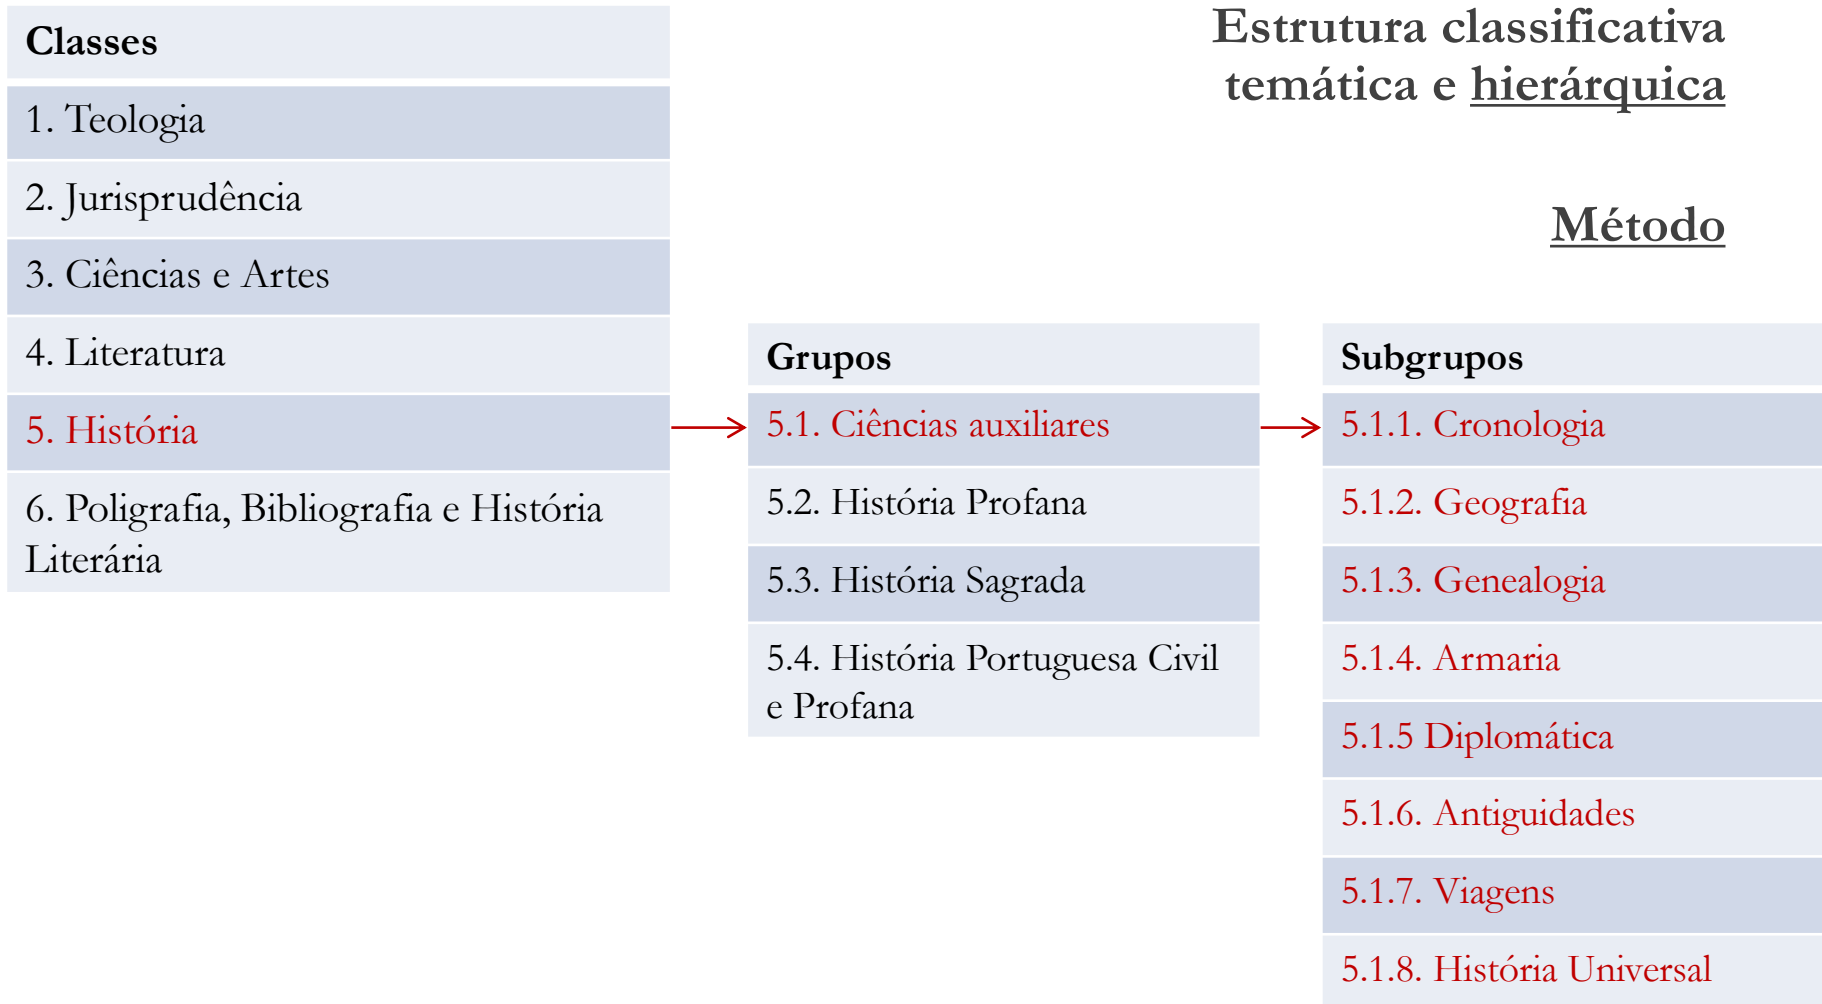 Estrutura classificativa
temática e hierárquica
Método
Classes
1. Teologia
2. Jurisprudência
3. Ciências e Artes
4. Literatura
5. História
6. Poligrafia, Bibliografia e História
Literária
Grupos
5.1. Ciências auxiliares
5.2. História Profana
5.3. História Sagrada
5.4. História Portuguesa Civil
e Profana
Subgrupos
5.1.1. Cronologia
5.1.2. Geografia
5.1.3. Genealogia
5.1.4. Armaria
5.1.5 Diplomática
5.1.6. Antiguidades
5.1.7. Viagens
5.1.8. História Universal